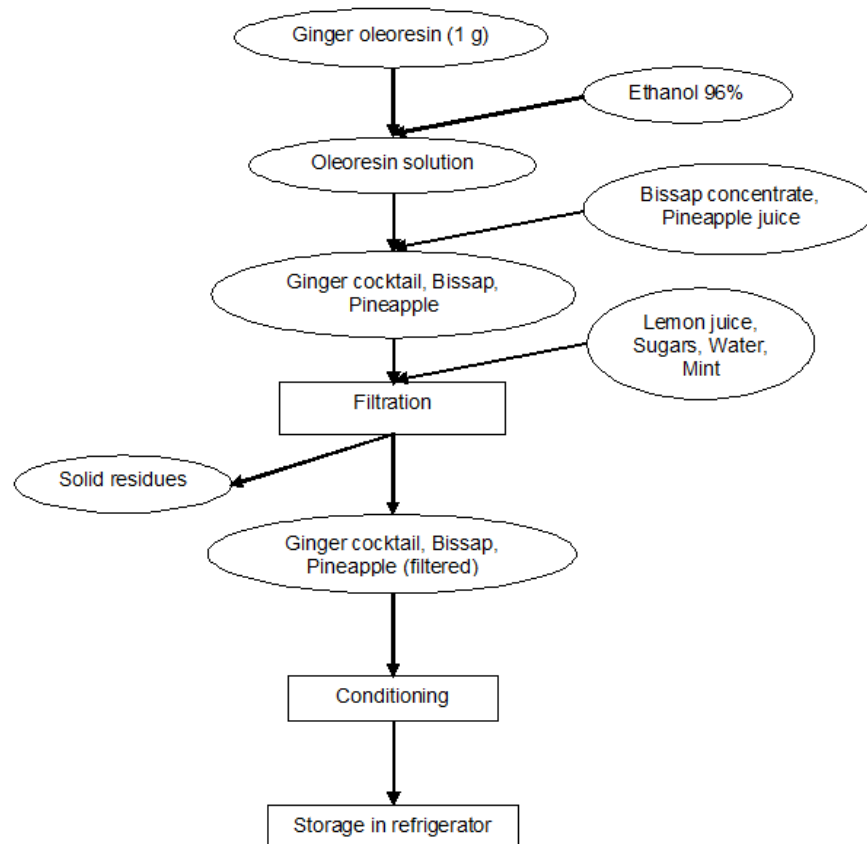 Ginger oleoresin (1 g)
Ethanol 96%
Oleoresin solution
Bissap concentrate,
Pineapple juice
Ginger cocktail, Bissap,
Pineapple
Lemon juice,
Sugars, Water,
Mint
Filtration
Solid residues
Ginger cocktail, Bissap,
Pineapple (filtered)
Conditioning
Storage in refrigerator